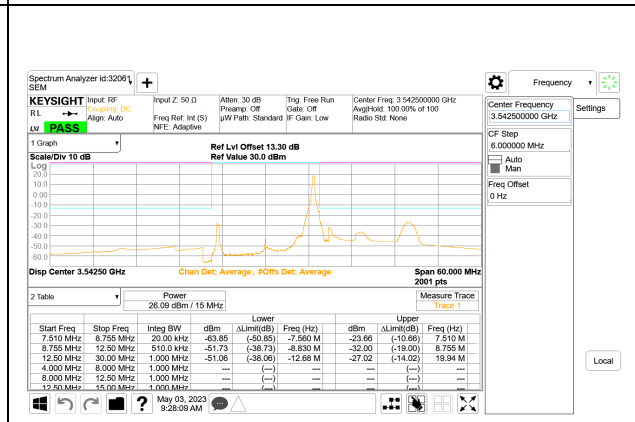 Spectrum Analyzer id:32061
SEM
Frequency
KEYSIGHT
R L
LXI
PASS
Input: RF
Coupling: DC
Align: Auto
Input Z: 50 Ω
Freq Ref: Int (S)
NFE: Adaptive
Atten: 30 dB
Preamp: Off
µW Path: Standard
Trig: Free Run
Gate: Off
IF Gain: Low
Center Freq: 3.542500000 GHz
Avg|Hold: 100.00% of 100
Radio Std: None
Center Frequency
3.542500000 GHz
Settings
CF Step
6.000000 MHz
Auto
Man
Freq Offset
0 Hz
Local
1 Graph
Scale/Div 10 dB
Ref Lvl Offset 13.30 dB
Ref Value 30.0 dBm
Log
20.0
10.0
0.00
-10.0
-20.0
-30.0
-40.0
-50.0
-60.0
Disp Center 3.54250 GHz
Chan Det: Average, #Offs Det: Average
Span 60.000 MHz
2001 pts
2 Table
Power
26.09 dBm / 15 MHz
Measure Trace
Trace 1
Lower Upper
Start Freq Stop Freq Integ BW dBm ΔLimit(dB) Freq (Hz) dBm ΔLimit(dB) Freq (Hz)
7.510 MHz 8.755 MHz 20.00 kHz -63.85 (-50.85) -7.560 M -23.66 (-10.66) 7.510 M
8.755 MHz 12.50 MHz 510.0 kHz -51.73 (-38.73) -8.830 M -32.00 (-19.00) 8.755 M
12.50 MHz 30.00 MHz 1.000 MHz -51.06 (-38.06) -12.68 M -27.02 (-14.02) 19.94 M
4.000 MHz 8.000 MHz 1.000 MHz --- (---) --- --- (---) ---
8.000 MHz 12.50 MHz 1.000 MHz --- (---) --- --- (---) ---
12.50 MHz 15.00 MHz 1.000 MHz --- (---) --- --- (---) ---
?
May 03, 2023
9:28:09 AM